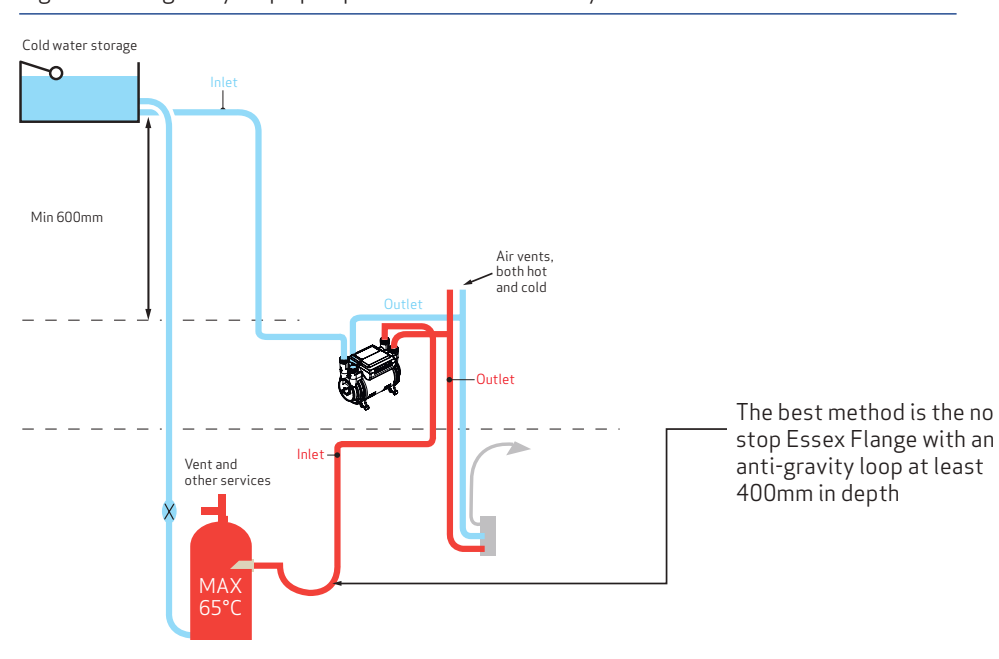 Cold water storage
Inlet
Min 600mm
Air vents,
both hot
and cold
Outlet
Outlet
Inlet
Vent and
other services
MAX
65°C
The best method is the no
stop Essex Flange with an
anti-gravity loop at least
400mm in depth